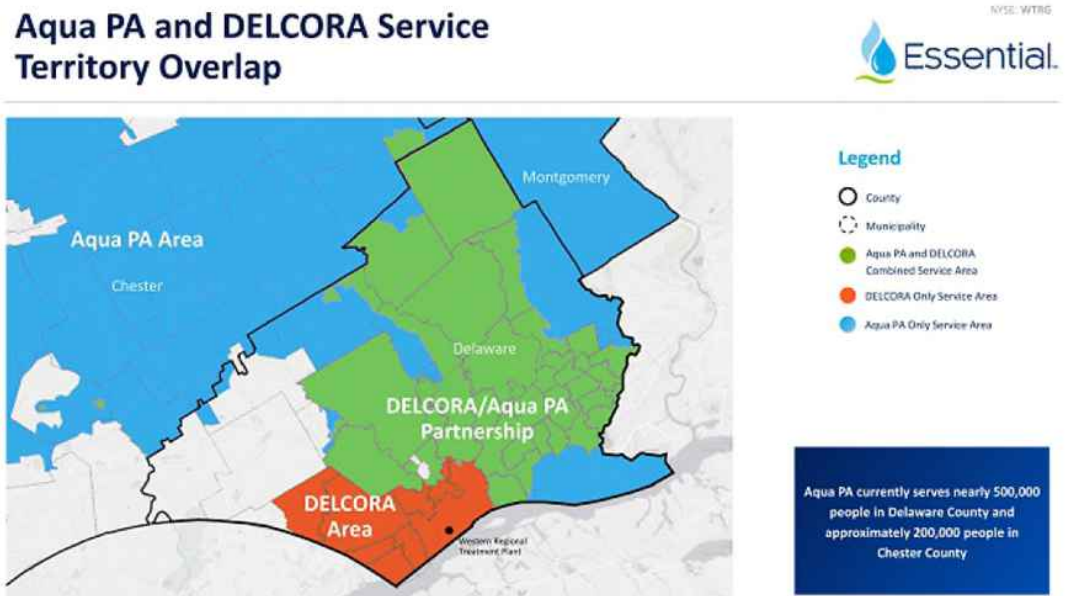 Aqua PA and DELCORA Service
Territory Overlap
NYSE: WTRG
Essential.
Montgomery
Aqua PA Area
Chester
Delaware
DELCORA/Aqua PA
Partnership
DELCORA
Area
Western Regional
Treatment Plant
Legend
County
Municipality
Aqua PA and DELCORA
Combined Service Area
DELCORA Only Service Area
Aqua PA Only Service Area
Aqua PA currently serves nearly 500,000
people in Delaware County and
approximately 200,000 people in
Chester County